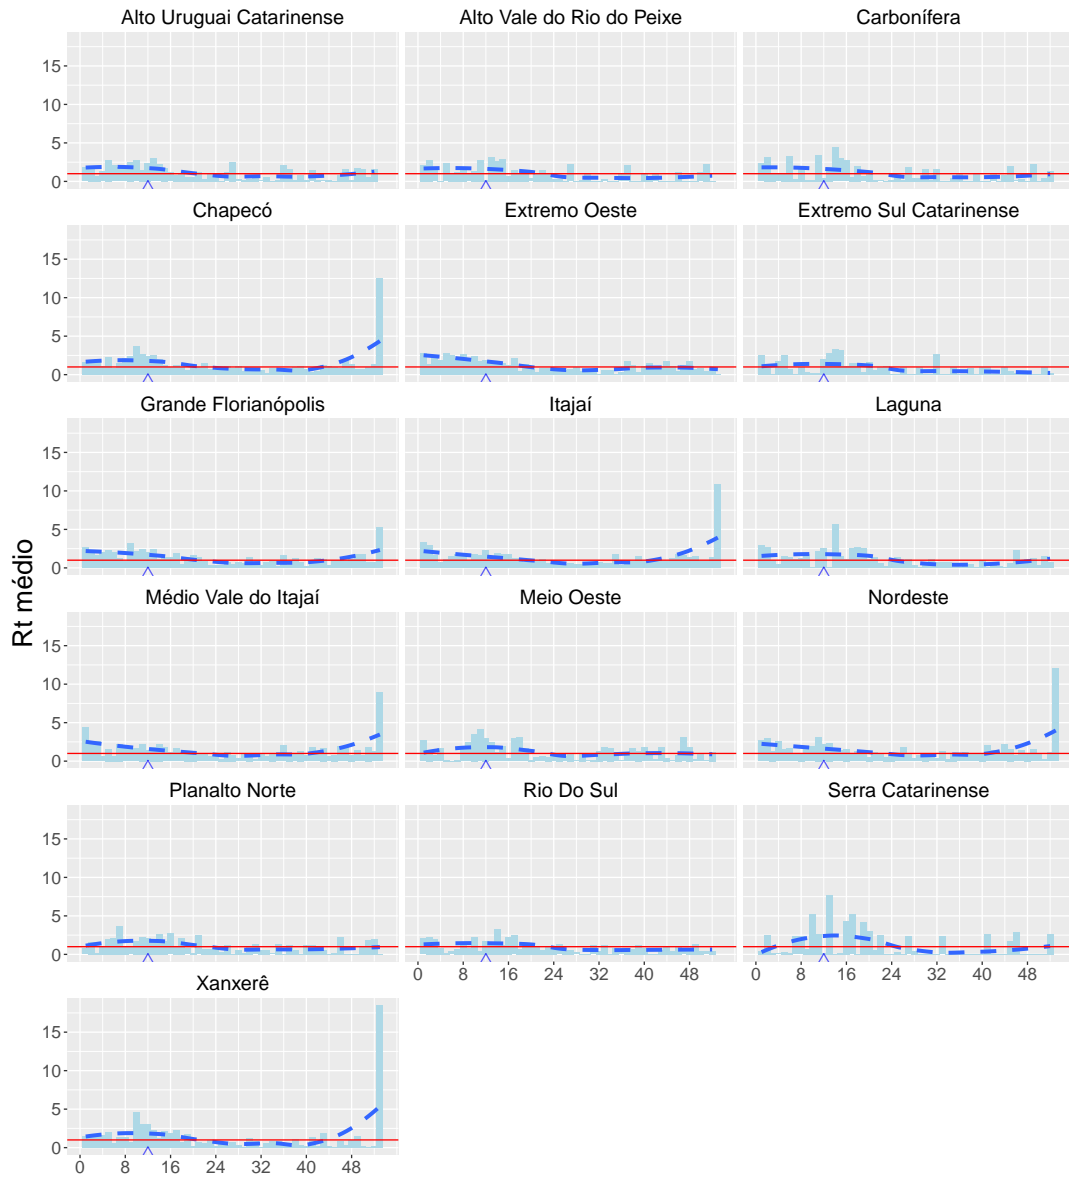 Alto Uruguai Catarinense
Alto Vale do Rio do Peixe
Carbonífera
15
10
5
0
Chapecó
Extremo Oeste
Extremo Sul Catarinense
15
10
5
0
Grande Florianópolis
Itajaí
Laguna
15
10
5
0
Rt médio
Médio Vale do Itajaí
Meio Oeste
Nordeste
15
10
5
0
Planalto Norte
Rio Do Sul
Serra Catarinense
15
10
5
0
0 8 16 24 32 40 48
0 8 16 24 32 40 48
Xanxerê
15
10
5
0
0 8 16 24 32 40 48